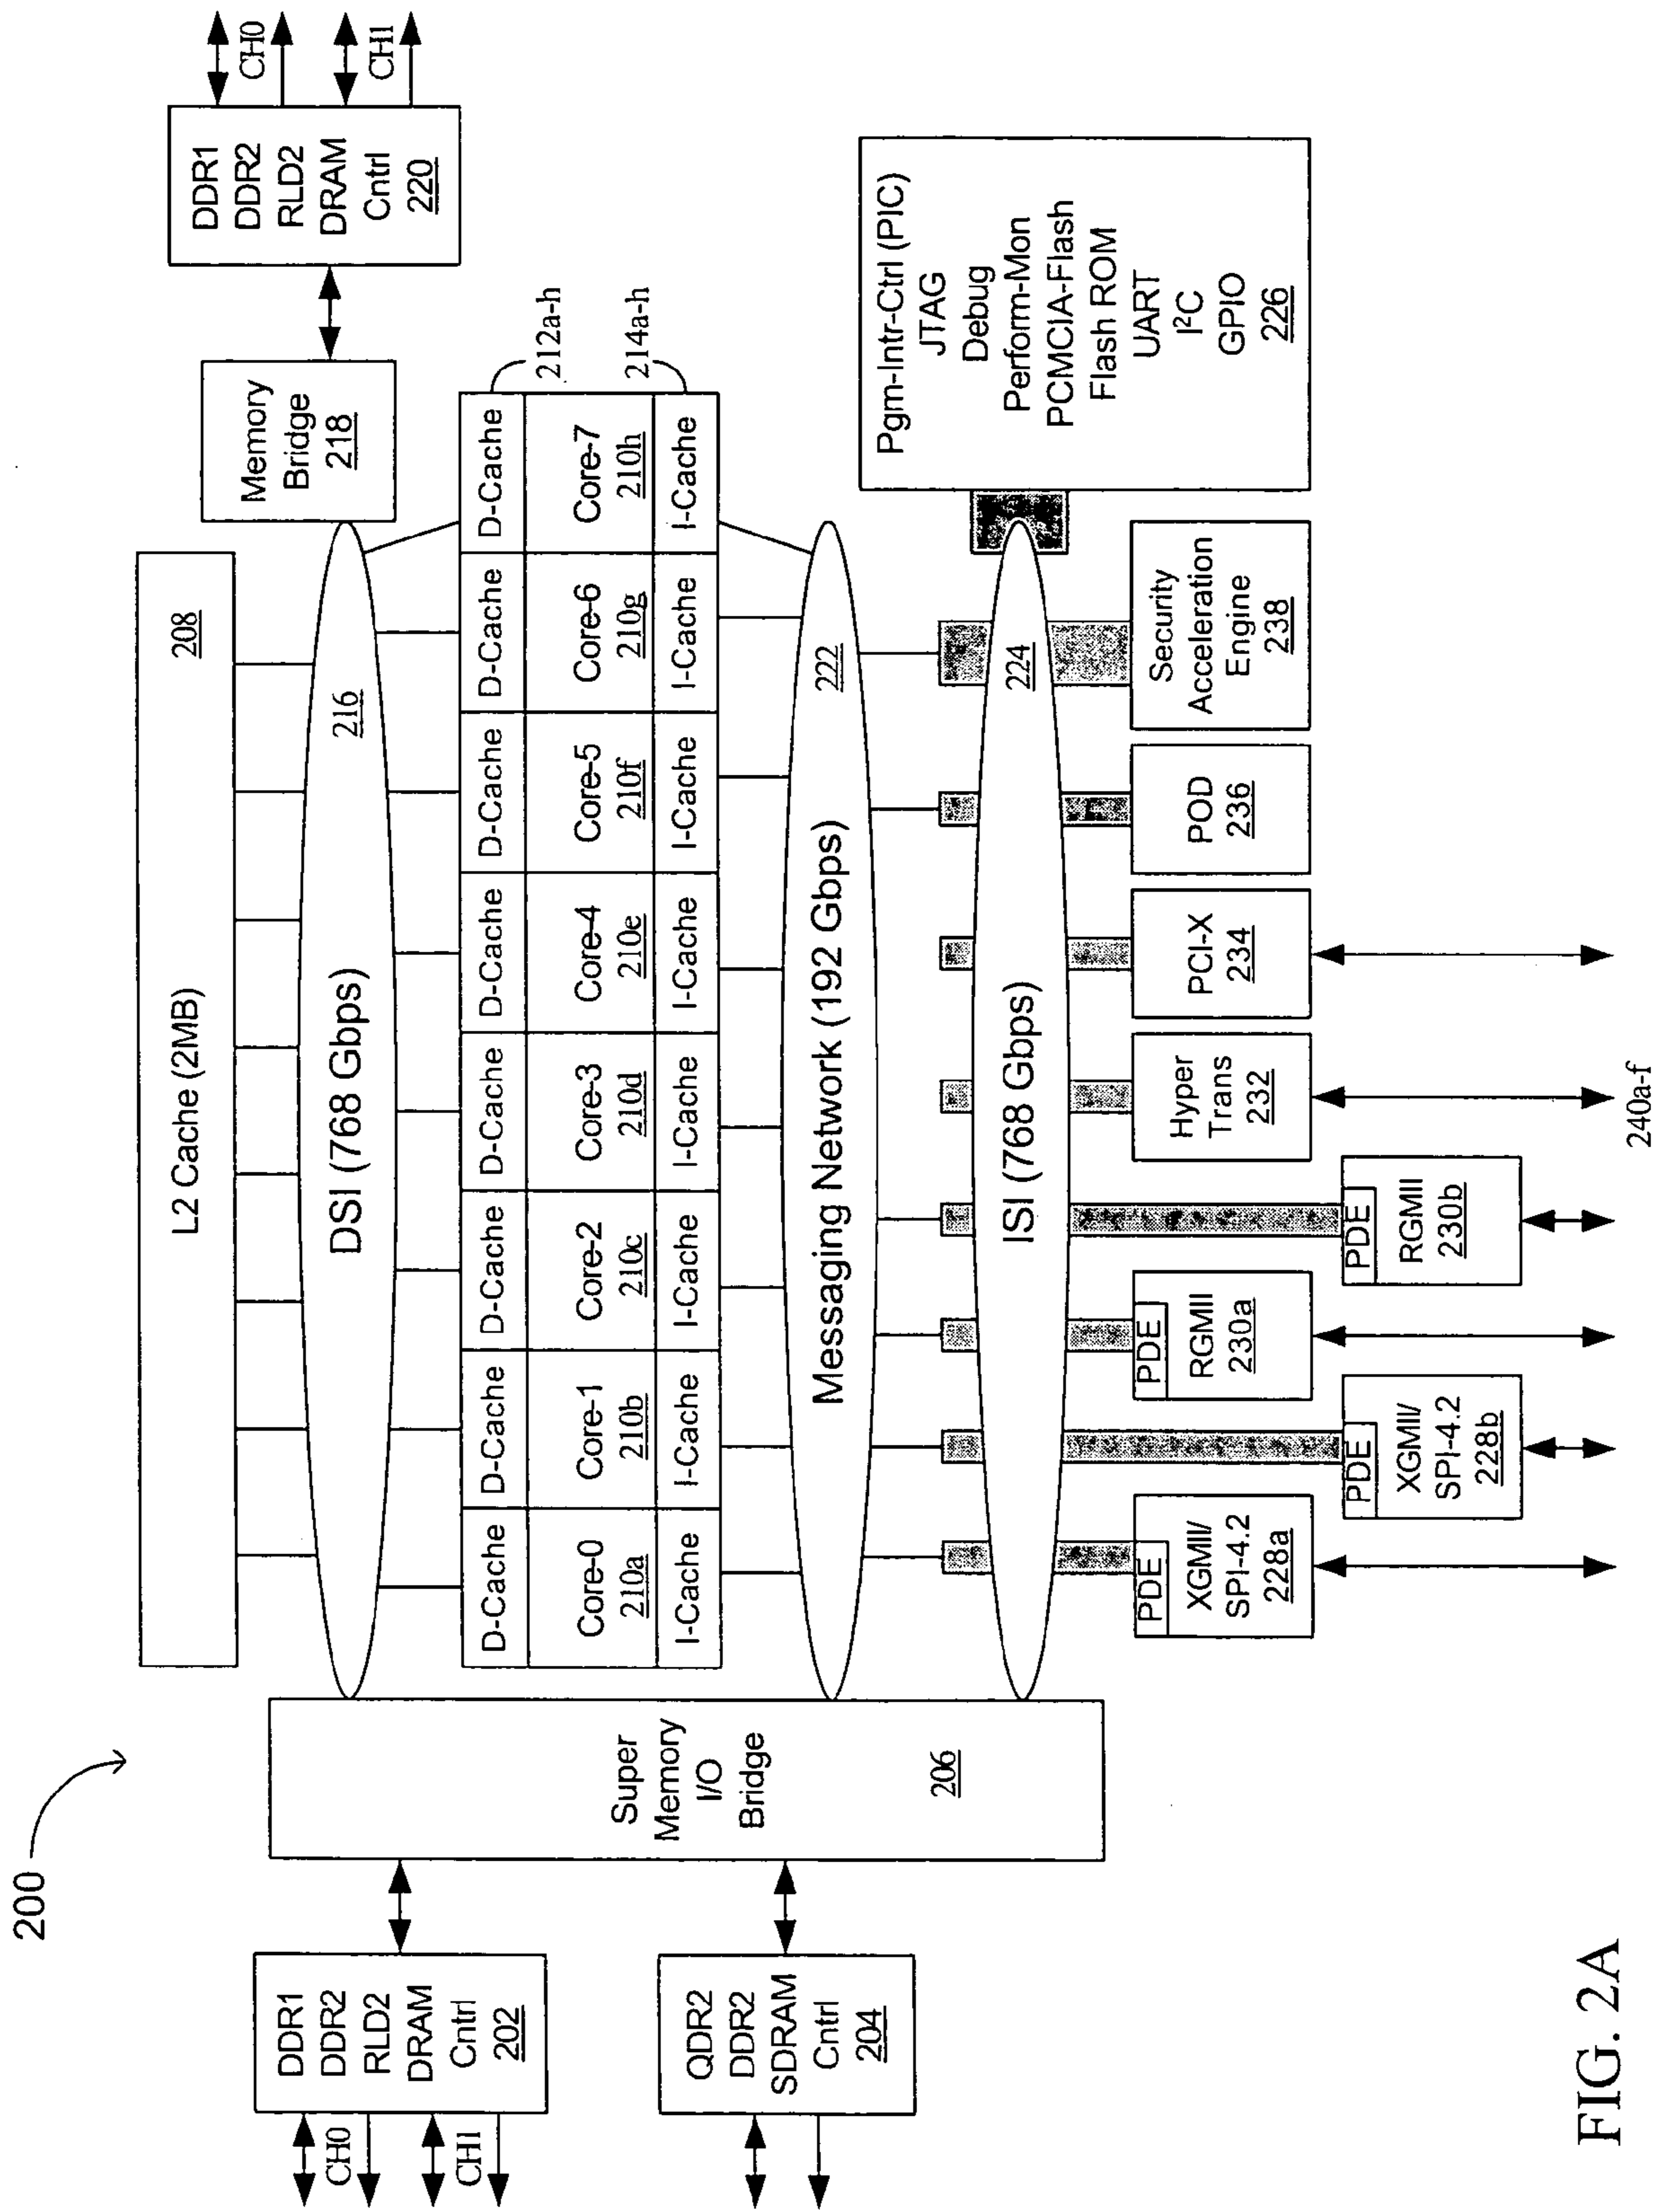 200
DDR1
DDR2
RLD2
DRAM
Cntrl
202
CH0
CH1
QDR2
DDR2
SDRAM
Cntrl
204
Super
Memory
I/O
Bridge
206
L2 Cache (2MB)
208
DSI (768 Gbps)
216
Memory
Bridge
218
DDR1
DDR2
RLD2
DRAM
Cntrl
220
CH0
CH1
D-Cache
D-Cache
D-Cache
D-Cache
D-Cache
D-Cache
D-Cache
D-Cache
212a-h
Core-0
210a
Core-1
210b
Core-2
210c
Core-3
210d
Core-4
210e
Core-5
210f
Core-6
210g
Core-7
210h
I-Cache
I-Cache
I-Cache
I-Cache
I-Cache
I-Cache
I-Cache
I-Cache
214a-h
Messaging Network (192 Gbps)
222
ISI (768 Gbps)
224
Pgm-Intr-Ctrl (PIC)
JTAG
Debug
Perform-Mon
PCMCIA-Flash
Flash ROM
UART
I²C
GPIO
226
PDE
XGMII/
SPI-4.2
228a
PDE
XGMII/
SPI-4.2
228b
PDE
RGMII
230a
PDE
RGMII
230b
Hyper
Trans
232
PCI-X
234
POD
236
Security
Acceleration
Engine
238
240a-f
FIG. 2A